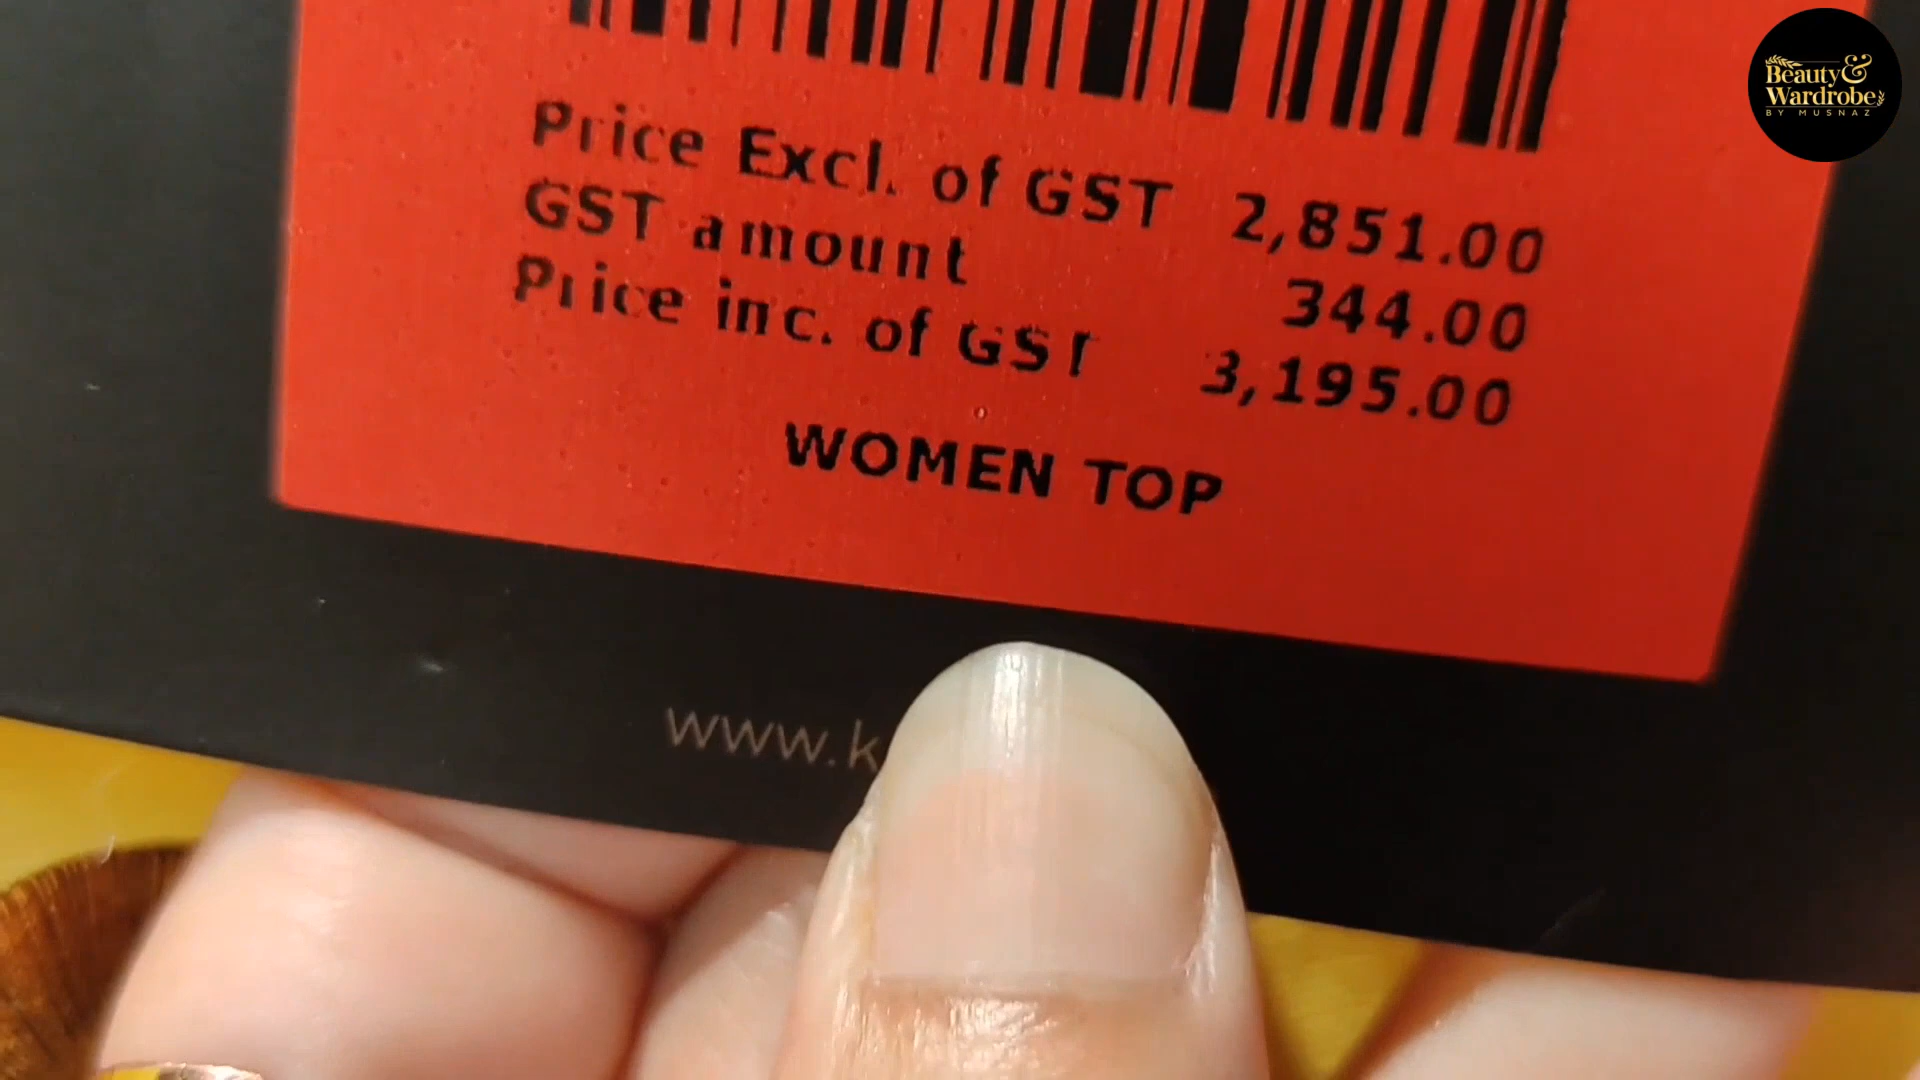 Beauty &
Wardrobe
BY MUSNAZ
Price Excl. of GST 2,851.00
GST amount 344.00
Price inc. of GST 3,195.00
WOMEN TOP
www.k